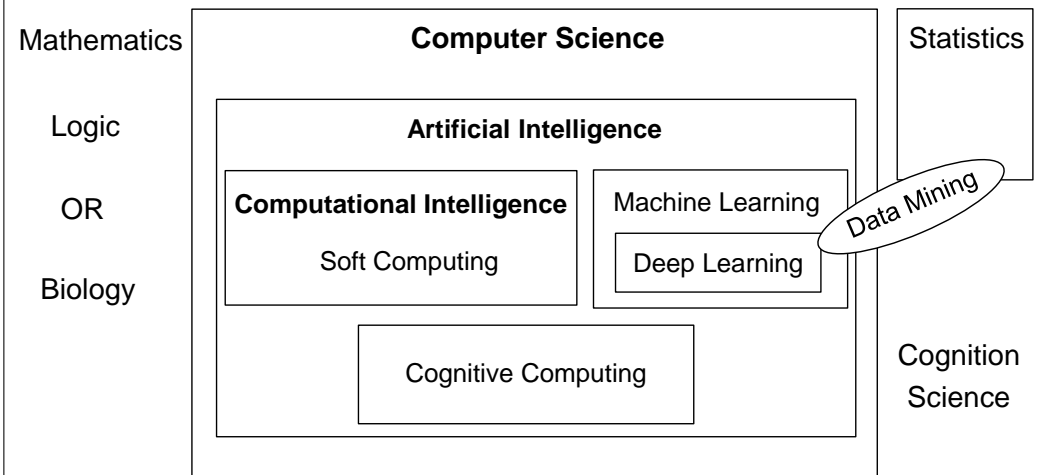 Mathematics
Computer Science
Statistics
Logic
Artificial Intelligence
OR
Computational Intelligence
Soft Computing
Machine Learning
Deep Learning
Data Mining
Biology
Cognitive Computing
Cognition
Science